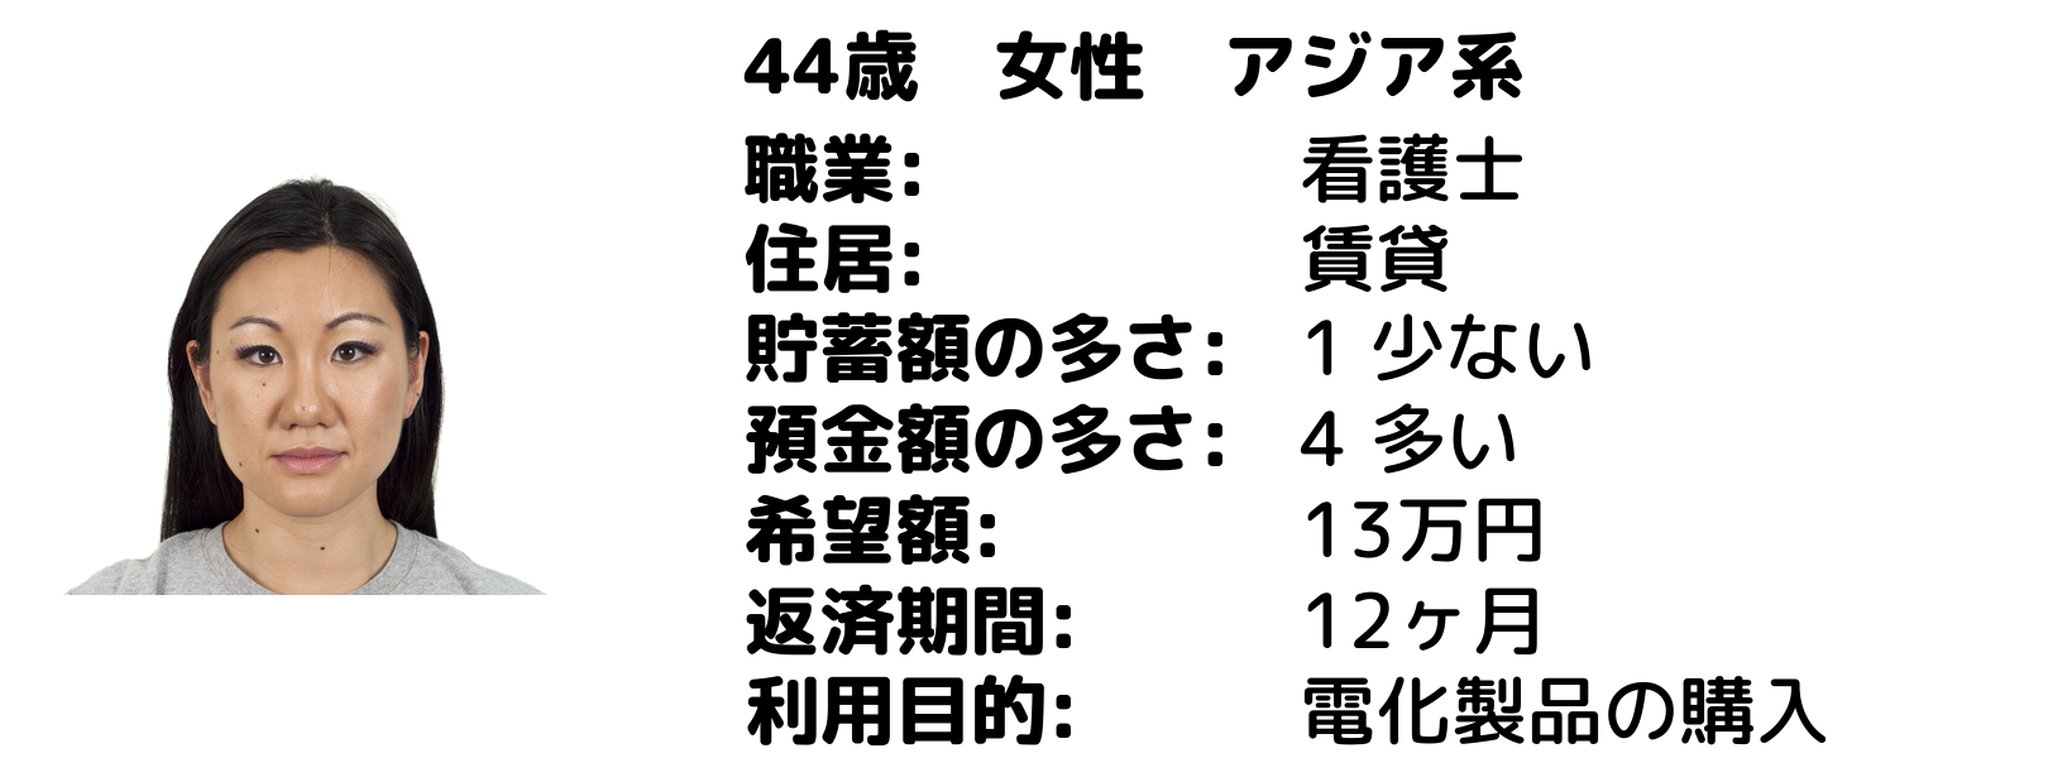 44歳　女性　アジア系
職業: 看護士
住居: 賃貸
貯蓄額の多さ: 1 少ない
預金額の多さ: 4 多い
希望額: 13万円
返済期間: 12ヶ月
利用目的: 電化製品の購入